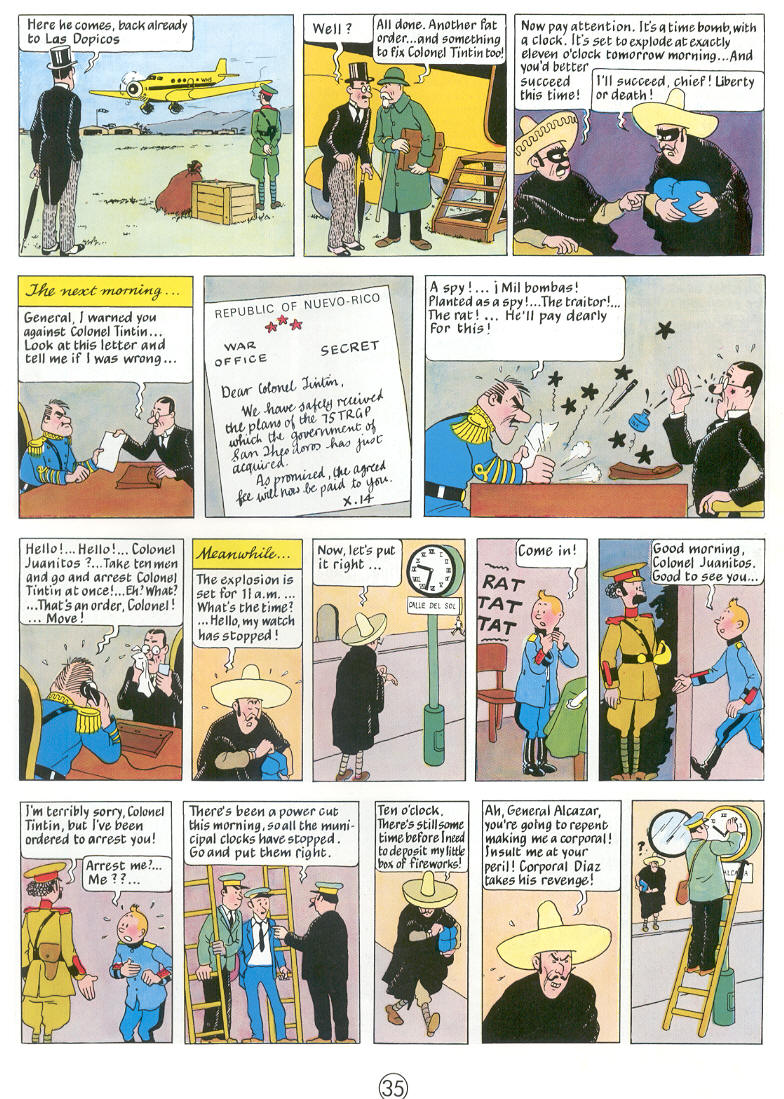 Here he comes, back already
to Las Dopicos
Well?
All done. Another fat
order...and something
to fix Colonel Tintin too!
Now pay attention. It's a time bomb, with
a clock. It's set to explode at exactly
eleven o'clock tomorrow morning...And
you'd better
succeed
this time!
I'll succeed, chief! Liberty
or death!
The next morning...
General, I warned you
against Colonel Tintin...
Look at this letter and
tell me if I was wrong...
REPUBLIC OF NUEVO-RICO
WAR
OFFICE
SECRET
Dear Colonel Tintin,
We have safely received
the plans of the 75 TRGP
which the government of
San Theodoros has just
acquired.
As promised, the agreed
fee will now be paid to you.
X.14
A spy!... ¡Mil bombas!
Planted as a spy!...The traitor!...
The rat!... He'll pay dearly
for this!
Hello!...Hello!... Colonel
Juanitos?...Take ten men
and go and arrest Colonel
Tintin at once!...Eh? What?
...That's an order, Colonel!
... Move!
Meanwhile...
The explosion is
set for 11 a.m. ...
What's the time?
...Hello, my watch
has stopped!
Now, let's put
it right...
CALLE DEL SOL
Come in!
RAT
TAT
TAT
Good morning,
Colonel Juanitos.
Good to see you...
I'm terribly sorry, Colonel
Tintin, but I've been
ordered to arrest you!
Arrest me?...
Me??...
There's been a power cut
this morning, so all the muni-
cipal clocks have stopped.
Go and put them right.
Ten o'clock.
There's still some
time before I need
to deposit my little
box of fireworks!
Ah, General Alcazar,
you're going to repent
making me a corporal!
Insult me at your
peril! Corporal Diaz
takes his revenge!
?
35